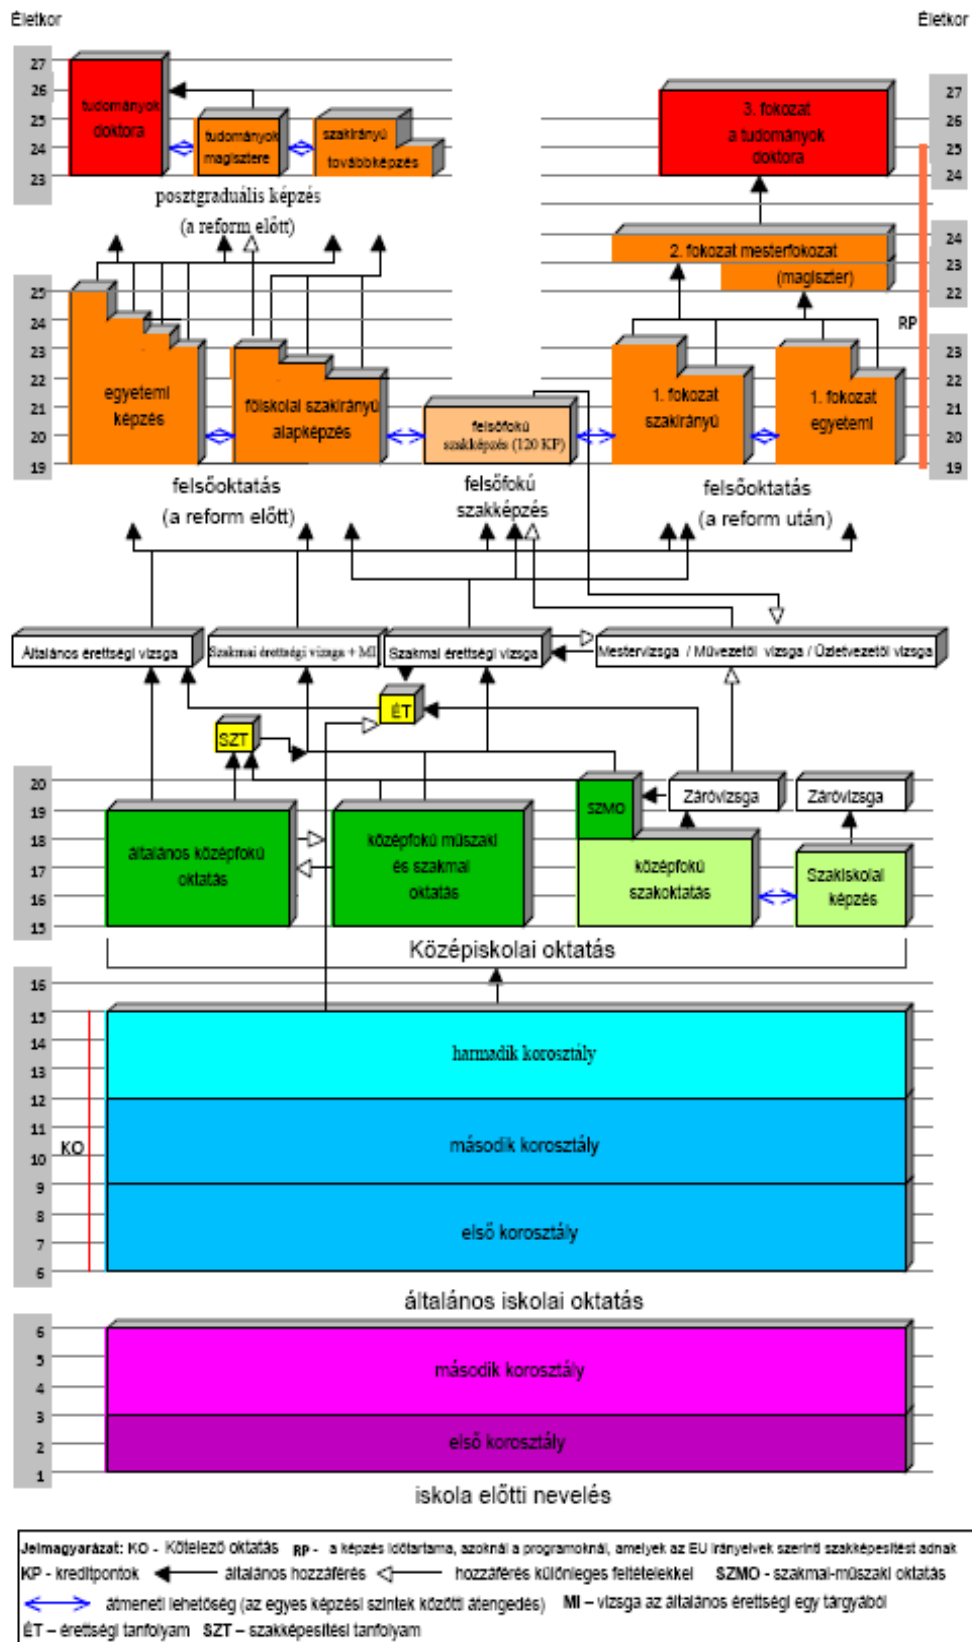 Életkor
Életkor
27
26
25
24
23
tudományok
doktora
tudományok
magisztere
szakirányú
továbbképzés
posztgraduális képzés
(a reform előtt)
27
26
25
24
3. fokozat
a tudományok
doktora
24
23
22
2. fokozat mesterfokozat
(magiszter)
RP
25
24
23
22
21
20
19
egyetemi
képzés
főiskolai szakirányú
alapképzés
felsőfokú
szakképzés (120 KP)
1. fokozat
szakirányú
1. fokozat
egyetemi
23
22
21
20
19
felsőoktatás
(a reform előtt)
felsőfokú
szakképzés
felsőoktatás
(a reform után)
Általános érettségi vizsga
Szakmai érettségi vizsga + MI
Szakmai érettségi vizsga
Mestervizsga / Művezetői vizsga / Üzletvezetői vizsga
ÉT
SZT
20
19
18
17
16
15
általános középfokú
oktatás
középfokú műszaki
és szakmai
oktatás
SZMO
Záróvizsga
Záróvizsga
középfokú
szakoktatás
Szakiskolai
képzés
Középiskolai oktatás
16
15
14
13
12
11
10
9
8
7
6
KO
harmadik korosztály
második korosztály
első korosztály
általános iskolai oktatás
6
5
4
3
2
1
második korosztály
első korosztály
iskola előtti nevelés
Jelmagyarázat: KO - Kötelező oktatás RP - a képzés időtartama, azoknál a programoknál, amelyek az EU irányelvek szerinti szakképesítést adnak
KP - kreditpontok általános hozzáférés hozzáférés különleges feltételekkel SZMO - szakmai-műszaki oktatás
átmeneti lehetőség (az egyes képzési szintek közötti átengedés) MI – vizsga az általános érettségi egy tárgyából
ÉT – érettségi tanfolyam SZT – szakképesítési tanfolyam